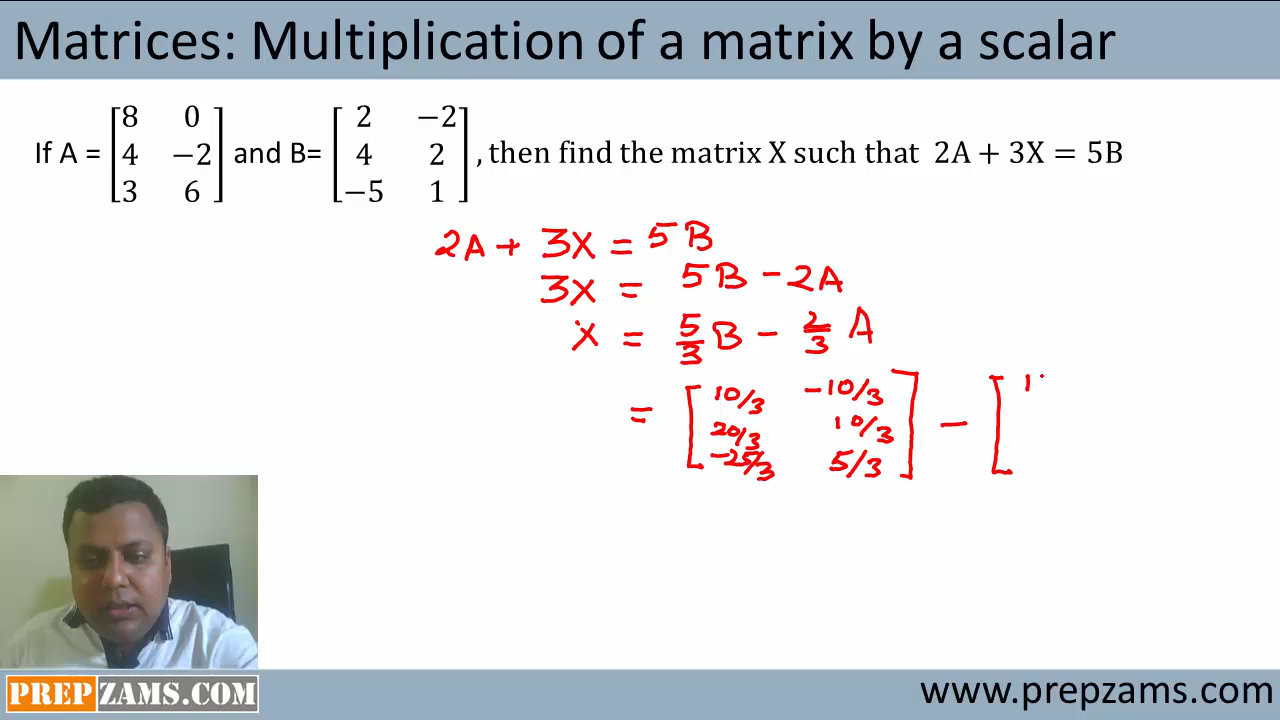 Matrices: Multiplication of a matrix by a scalar
If A = [8 0; 4 −2; 3 6] and B= [2 −2; 4 2; −5 1], then find the matrix X such that 2A + 3X = 5B
2A + 3X = 5B
3X = 5B - 2A
X = 5/3 B - 2/3 A
= [10/3 -10/3; 20/3 10/3; -25/3 5/3] - [1
PREPZAMS.COM
www.prepzams.com